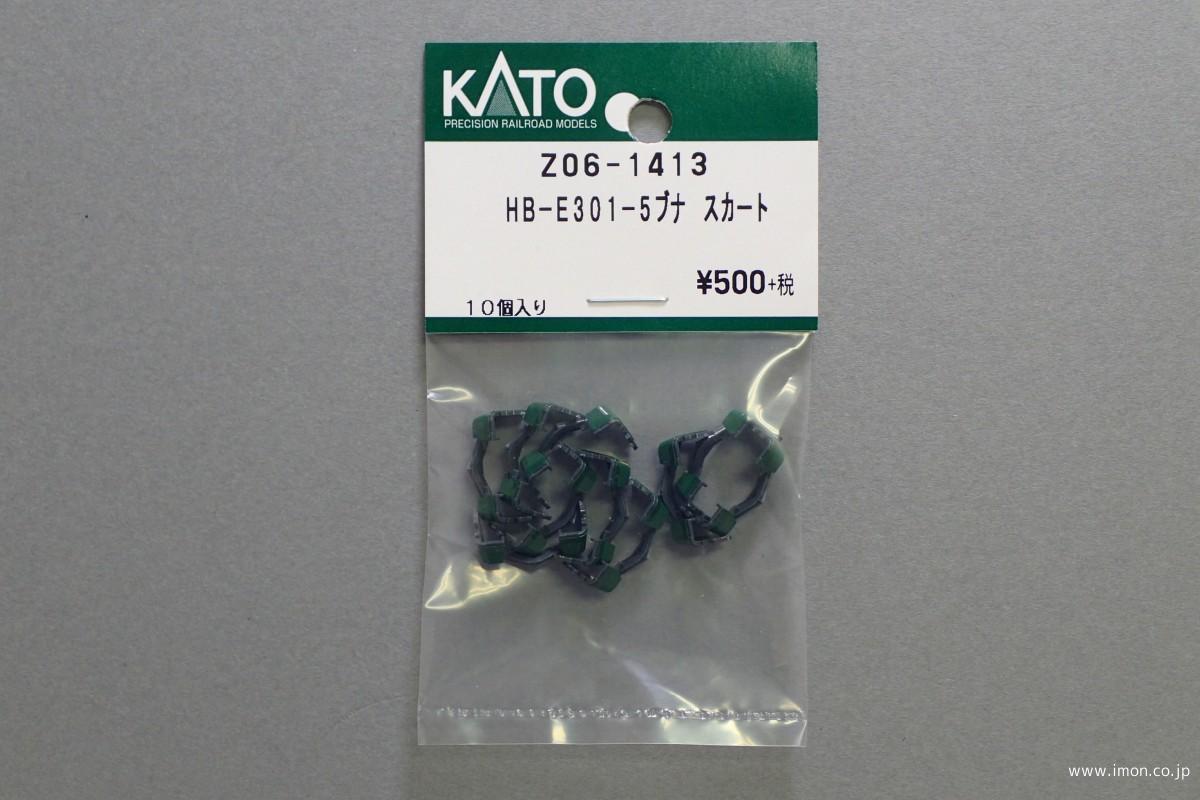 KATO
PRECISION RAILROAD MODELS
Z06-1413
HB-E301-5ブナ スカート
¥500+税
10個入り
www.imon.co.jp